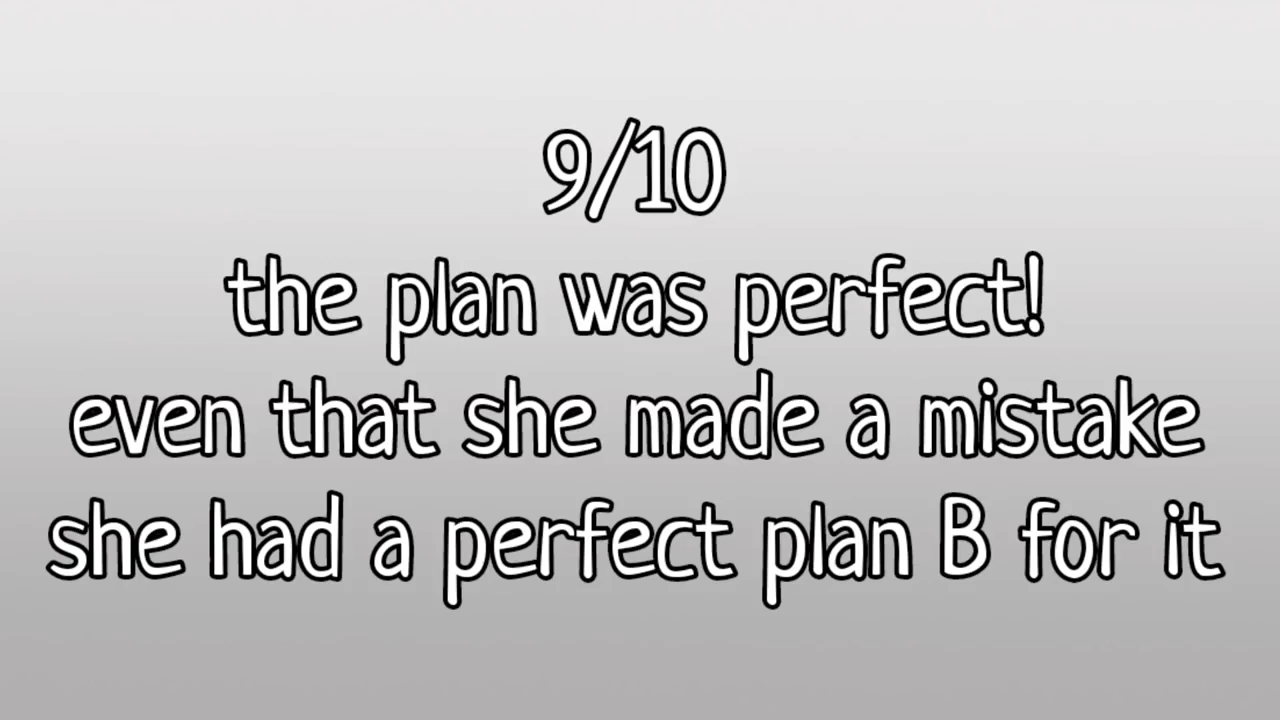 9/10
the plan was perfect!
even that she made a mistake
she had a perfect plan B for it